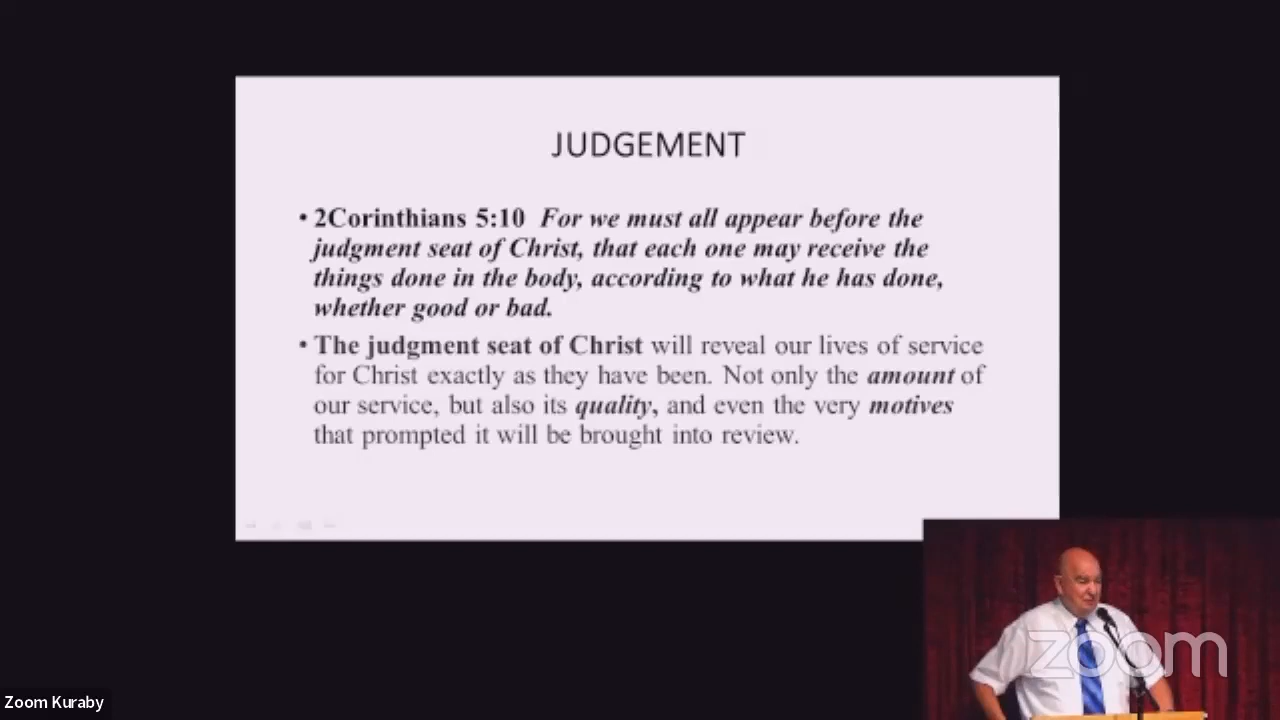 JUDGEMENT
• 2Corinthians 5:10 For we must all appear before the
judgment seat of Christ, that each one may receive the
things done in the body, according to what he has done,
whether good or bad.
• The judgment seat of Christ will reveal our lives of service
for Christ exactly as they have been. Not only the amount of
our service, but also its quality, and even the very motives
that prompted it will be brought into review.
zoom
Zoom Kuraby